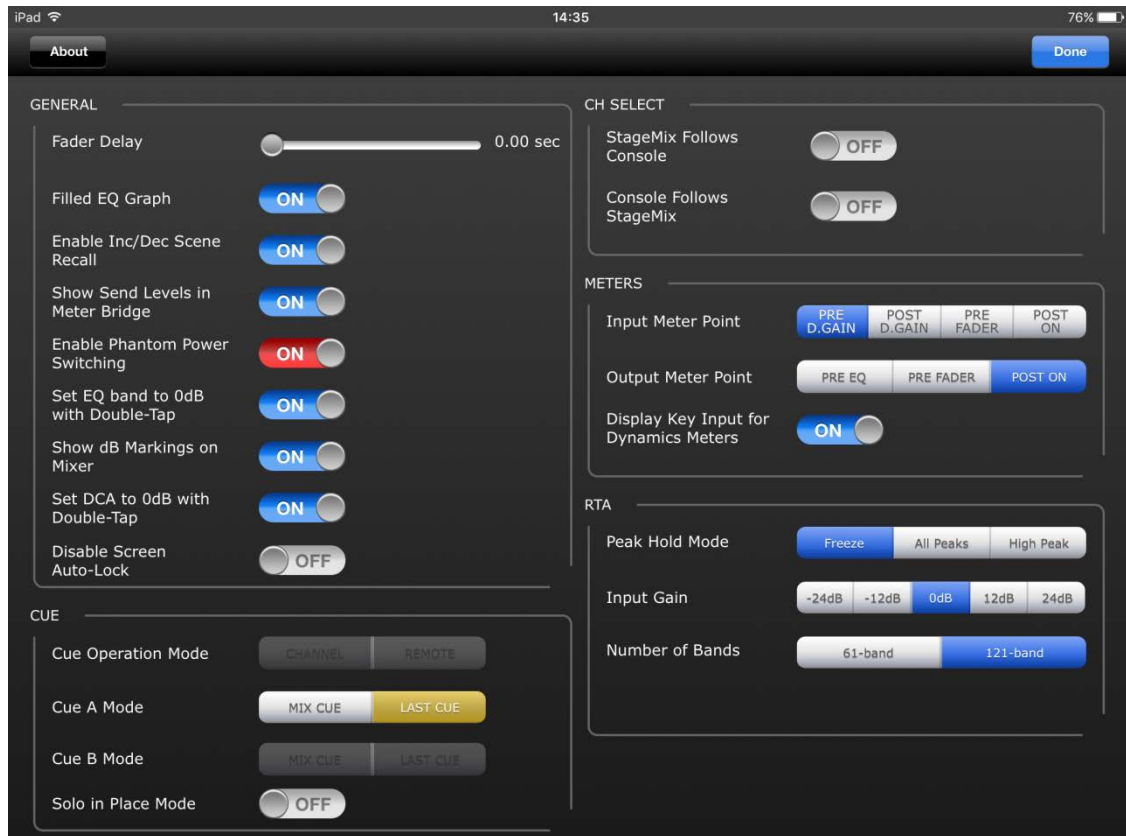 iPad 14:35 76%
About Done
GENERAL
Fader Delay 0.00 sec
Filled EQ Graph ON
Enable Inc/Dec Scene
Recall ON
Show Send Levels in
Meter Bridge ON
Enable Phantom Power
Switching ON
Set EQ band to 0dB
with Double-Tap ON
Show dB Markings on
Mixer ON
Set DCA to 0dB with
Double-Tap ON
Disable Screen
Auto-Lock OFF
CUE
Cue Operation Mode CHANNEL REMOTE
Cue A Mode MIX CUE LAST CUE
Cue B Mode MIX CUE LAST CUE
Solo in Place Mode OFF
CH SELECT
StageMix Follows
Console OFF
Console Follows
StageMix OFF
METERS
Input Meter Point PRE D.GAIN POST D.GAIN PRE FADER POST ON
Output Meter Point PRE EQ PRE FADER POST ON
Display Key Input for
Dynamics Meters ON
RTA
Peak Hold Mode Freeze All Peaks High Peak
Input Gain -24dB -12dB 0dB 12dB 24dB
Number of Bands 61-band 121-band